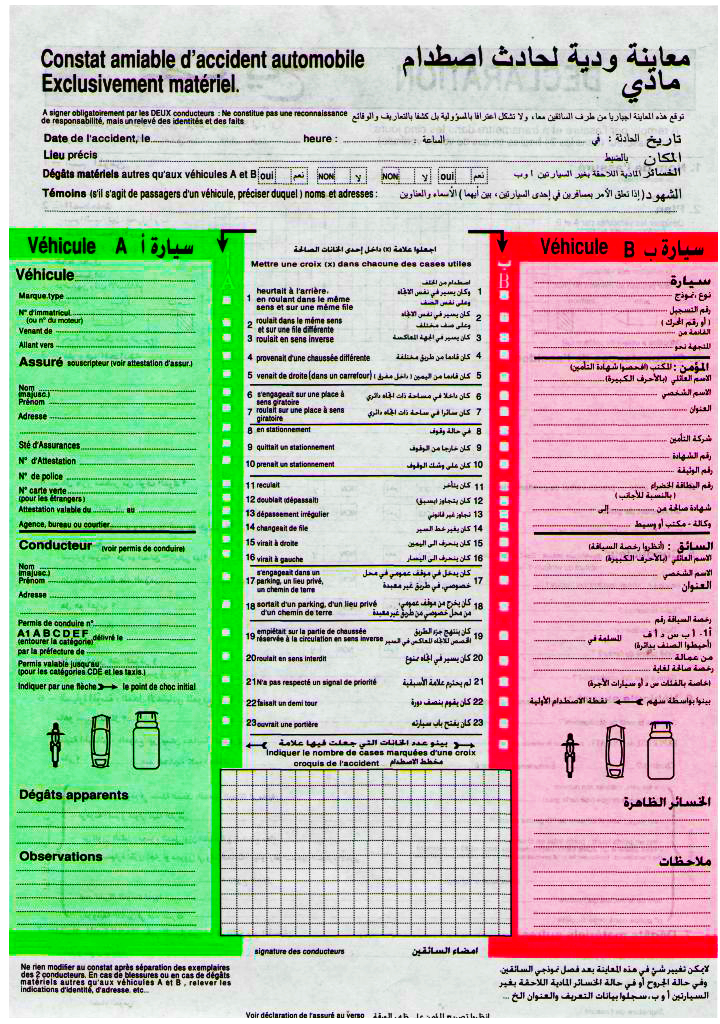 Constat amiable d'accident automobile
Exclusivement matériel.
معاينة ودية لحادث اصطدام
مادي
A signer obligatoirement par les DEUX conducteurs : Ne constitue pas une reconnaissance
de responsabilité, mais un relevé des identités et des faits
توقع هذه المعاينة اجباريا من طرف السائقين معا، ولا تشكل اعترافا بالمسؤولية بل كشفا بالتعاريف والوقائع
Date de l'accident, le.................... heure : ....................
تاريخ الحادثة : في .................... الساعة : ....................
Lieu précis
المكان بالضبط
Dégâts matériels autres qu'aux véhicules A et B OUI نعم NON لا NON لا oui نعم
الخسائر المادية اللاحقة بغير السيارتين أ وب
Témoins (s'il s'agit de passagers d'un véhicule, préciser duquel ) noms et adresses :
الشهود (إذا تعلق الأمر بمسافرين في إحدى السيارتين، بين أيهما ) الأسماء والعناوين
Véhicule A سيارة أ
Véhicule
Marque.type
N° d'immatricul.
(ou n° du moteur)
Venant de
Allant vers
Assuré souscripteur (voir attestation d'assur.)
Nom
(majusc.)
Prénom
Adresse
Sté d'Assurances
N° d'Attestation
N° de police
N° carte verte
(pour les étrangers)
Attestation valable du .............. au
Agence, bureau ou courtier
Conducteur (voir permis de conduire)
Nom
(majusc.)
Prénom
Adresse
Permis de conduire n°
A1 A B C D E F délivré le
(entourer la catégorie)
par la préfecture de
Permis valable jusqu'au
(pour les catégories CDE et les taxis.)
Indiquer par une flèche le point de choc initial
Dégâts apparents
Observations
اجعلوا علامة (x) داخل إحدى الخانات الصالحة
Mettre une croix (x) dans chacune des cases utiles
1 heurtait à l'arrière.
en roulant dans le même
sens et sur une même file
اصطدام من الخلف
وكان يسير في نفس الاتجاه
وعلى نفس الصف 1
2 roulait dans le même sens
et sur une file différente
وكان يسير في نفس الاتجاه
وعلى صف مختلف 2
3 roulait en sens inverse
كان يسير في الجهة المعاكسة 3
4 provenait d'une chaussée différente
كان قادما من طريق مختلفة 4
5 venait de droite (dans un carrefour)
كان قادما من اليمين ( داخل مفرق ) 5
6 s'engageait sur une place à
sens giratoire
كان داخلا في مساحة ذات اتجاه دائري 6
7 roulait sur une place à sens
giratoire
كان سائرا في مساحة ذات اتجاه دائري 7
8 en stationnement
في حالة وقوف 8
9 quittait un stationnement
كان خارجا من الوقوف 9
10 prenait un stationnement
كان على وشك الوقوف 10
11 reculait
كان يتأخر 11
12 doublait (dépassait)
كان يتجاوز (يسبق) 12
13 dépassement irrégulier
تجاوز غير قانوني 13
14 changeait de file
كان يغير خط السير 14
15 virait à droite
كان ينحرف الى اليمين 15
16 virait à gauche
كان ينحرف الى اليسار 16
17 s'engageait dans un
parking, un lieu privé,
un chemin de terre
كان يدخل في موقف عمومي في محل
خصوصي، في طريق غير معبدة 17
18 sortait d'un parking, d'un lieu privé
d'un chemin de terre
كان يخرج من موقف عمومي،
من محل خصوصي من طريق غير معبدة 18
19 empiétait sur la partie de chaussée
réservée à la circulation en sens inverse
كان ينتهج جزء الطريق
المخصص للاتجاه المعاكس في السير 19
20 roulait en sens interdit
كان يسير في اتجاه ممنوع 20
21 N'a pas respecté un signal de priorité
لم يحترم علامة الأسبقية 21
22 faisait un demi tour
كان يقوم بنصف دورة 22
23 ouvrait une portière
كان يفتح باب سيارته 23
بينو عدد الخانات التي جعلت فيها علامة
Indiquer le nombre de cases marquées d'une croix
croquis de l'accident مخطط الاصطدام
signature des conducteurs امضاء السائقين
Véhicule B سيارة ب
سيارة
نوع، نموذج
رقم التسجيل
( أو رقم المحرك )
القادمة من
المتجهة نحو
المؤمن : المكتب (افحصوا شهادة التأمين)
الاسم العائلي (بالأحرف الكبيرة)
الاسم الشخصي
العنوان
شركة التأمين
رقم الشهادة
رقم الوثيقة
رقم البطاقة الخضراء
(بالنسبة للأجانب )
شهادة صالحة من .......... إلى
وكالة - مكتب أو وسيط
السائق : (أنظروا رخصة السياقة)
الاسم العائلي (بالأحرف الكبيرة)
الاسم الشخصي
العنوان
رخصة السياقة رقم
أ1- أ ب س د أ ف المسلمة في
(أحيطوا الصنف بدائرة)
من عمالة
رخصة صالحة لغاية
(خاصة بالفئات س د أو سيارات الأجرة)
بينوا بواسطة سهم نقطة الاصطدام الأولية
الخسائر الظاهرة
ملاحظات
Ne rien modifier au constat après séparation des exemplaires
des 2 conducteurs. En cas de blessures ou en cas de dégâts
matériels autres qu'aux véhicules A et B , relever les
indications d'identité, d'adresse. etc...
لايمكن تغيير شئ في هذه المعاينة بعد فصل نموذجي السائقين.
وفي حالة الجروح أو في حالة الخسائر المادية اللاحقة بغير
السيارتين أ و ب، سجلوا بيانات التعريف والعنوان الخ ...
Voir déclaration de l'assuré au verso انظروا تصريح المؤمن على ظهر الورقة